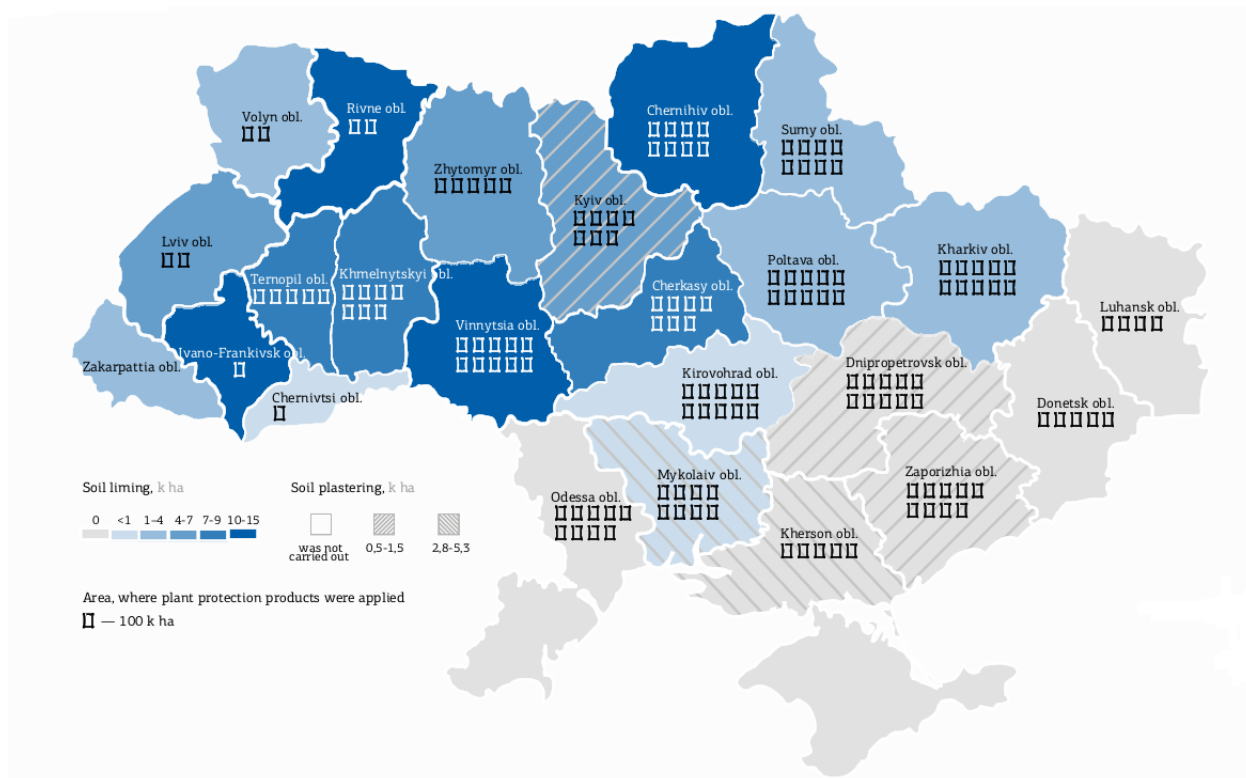 Chernihiv obl.
Rivne obl.
Volyn obl.
Sumy obl.
Zhytomyr obl.
Kyiv obl.
Lviv obl.
Kharkiv obl.
Poltava obl.
Ternopil obl.
Khmelnytskyi obl.
Cherkasy obl.
Luhansk obl.
Vinnytsia obl.
Ivano-Frankivsk obl.
Zakarpattia obl.
Dnipropetrovsk obl.
Kirovohrad obl.
Chernivtsi obl.
Donetsk obl.
Zaporizhia obl.
Mykolaiv obl.
Odessa obl.
Kherson obl.
Soil liming, k ha
0 <1 1-4 4-7 7-9 10-15
Soil plastering, k ha
was not
carried out
0,5-1,5
2,8-5,3
Area, where plant protection products were applied
— 100 k ha